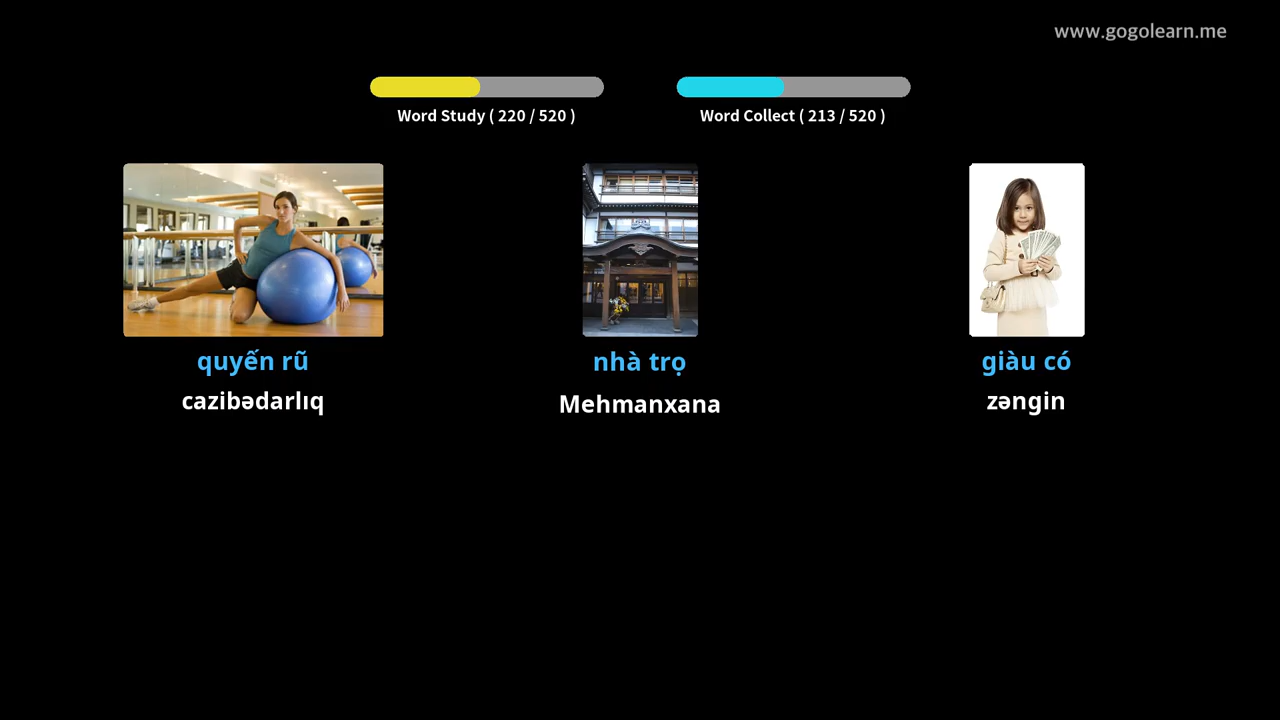 www.gogolearn.me
Word Study ( 220 / 520 )
Word Collect ( 213 / 520 )
quyến rũ
nhà trọ
giàu có
cazibədarlıq
Mehmanxana
zəngin